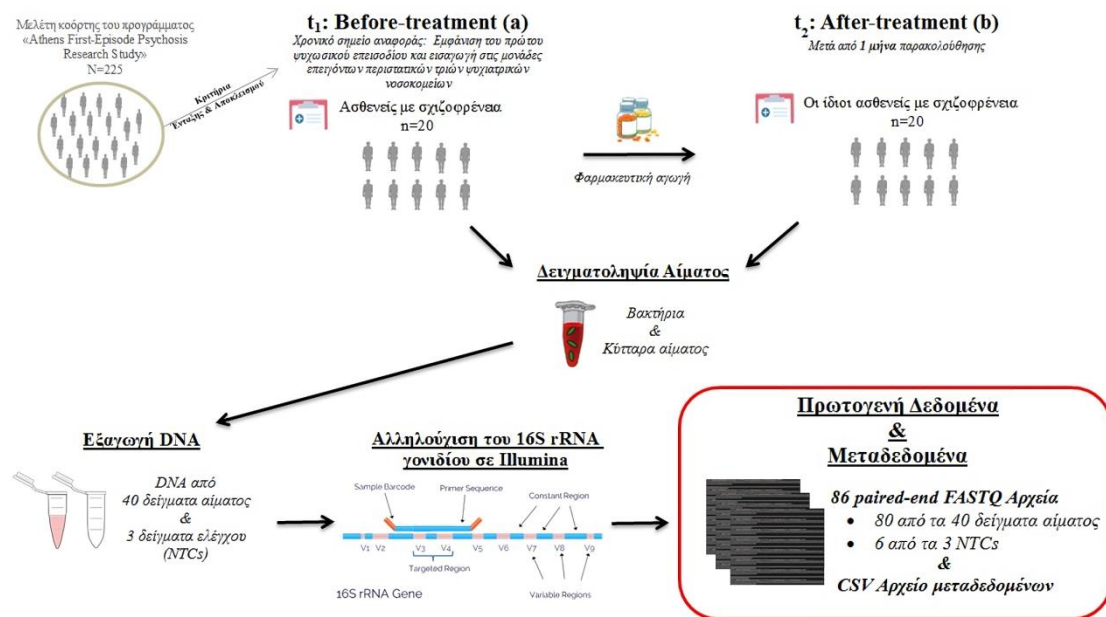 Μελέτη κοόρτης του προγράμματος
«Athens First-Episode Psychosis
Research Study»
N=225
Κριτήρια
Ένταξης & Αποκλεισμού
t1: Before-treatment (a)
Χρονικό σημείο αναφοράς: Εμφάνιση του πρώτου
ψυχωσικού επεισοδίου και εισαγωγή στις μονάδες
επειγόντων περιστατικών τριών ψυχιατρικών
νοσοκομείων
Ασθενείς με σχιζοφρένεια
n=20
Φαρμακευτική αγωγή
t2: After-treatment (b)
Μετά από 1 μήνα παρακολούθησης
Οι ίδιοι ασθενείς με σχιζοφρένεια
n=20
Δειγματοληψία Αίματος
Βακτήρια
&
Κύτταρα αίματος
Εξαγωγή DNA
DNA από
40 δείγματα αίματος
&
3 δείγματα ελέγχου
(NTCs)
Αλληλούχιση του 16S rRNA
γονιδίου σε Illumina
Sample Barcode
Primer Sequence
Constant Region
V1 V2 V3 V4 V5 V6 V7 V8 V9
Targeted Region
16S rRNA Gene
Variable Regions
Πρωτογενή Δεδομένα
&
Μεταδεδομένα
86 paired-end FASTQ Αρχεία
• 80 από τα 40 δείγματα αίματος
• 6 από τα 3 NTCs
&
CSV Αρχείο μεταδεδομένων